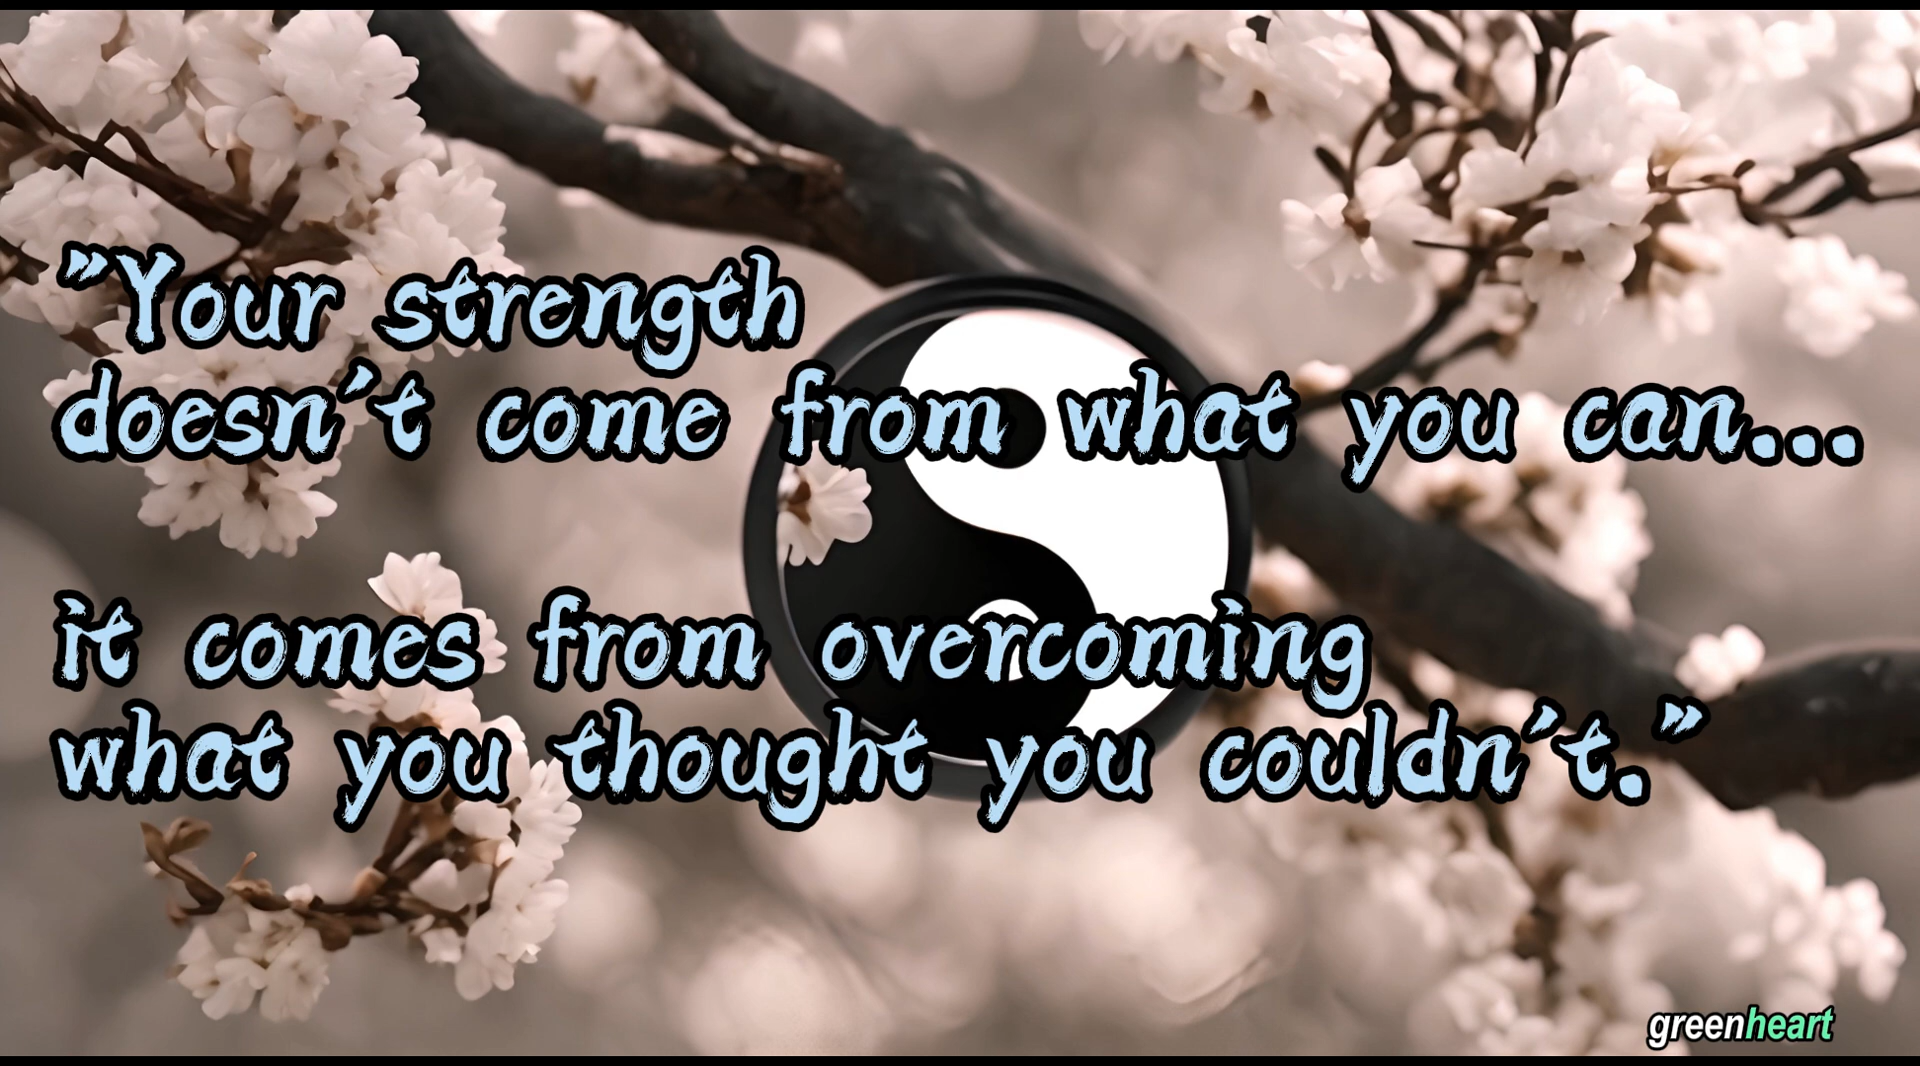 "Your strength
doesn't come from what you can...
it comes from overcoming
what you thought you couldn't."
greenheart